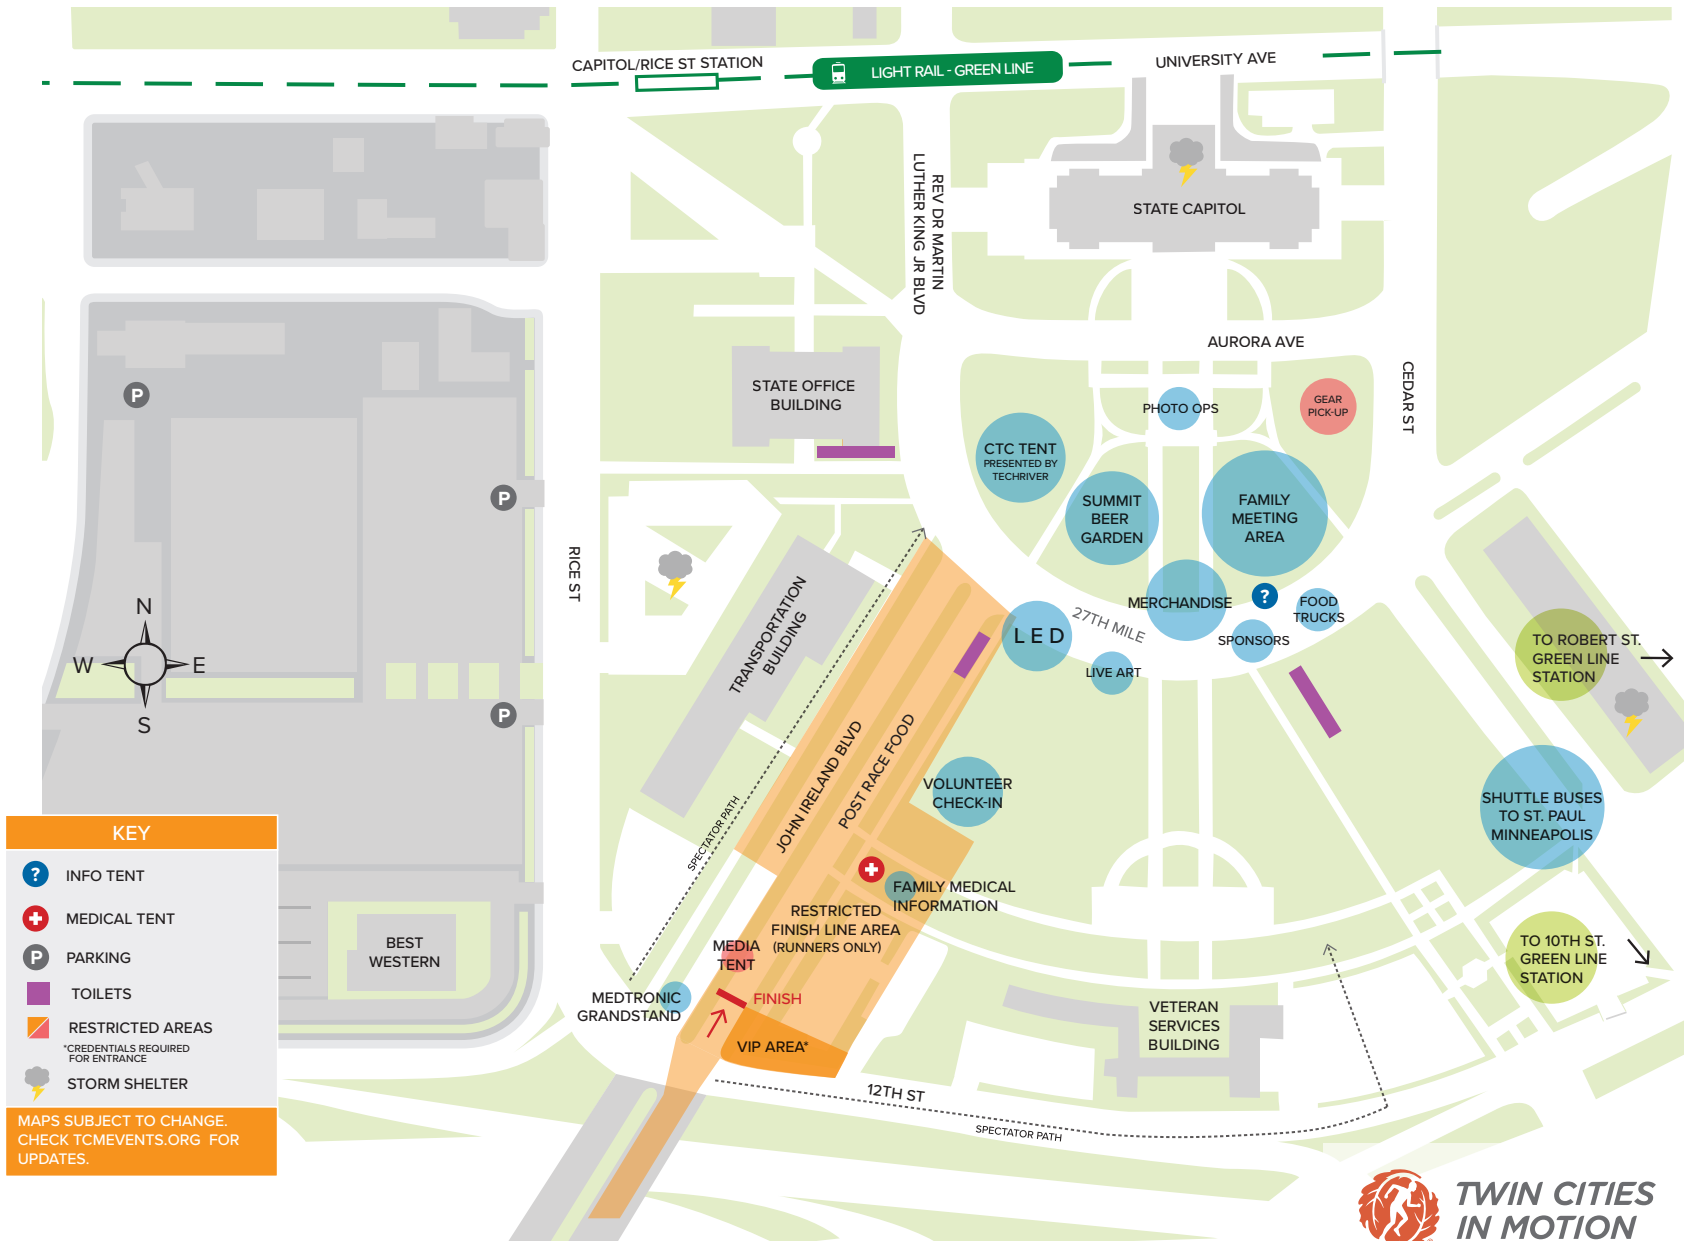 CAPITOL/RICE ST STATION
LIGHT RAIL - GREEN LINE
UNIVERSITY AVE
REV DR MARTIN
LUTHER KING JR BLVD
STATE CAPITOL
AURORA AVE
CEDAR ST
STATE OFFICE
BUILDING
P
PHOTO OPS
GEAR
PICK-UP
CTC TENT
PRESENTED BY
TECHRIVER
SUMMIT
BEER
GARDEN
FAMILY
MEETING
AREA
P
RICE ST
TRANSPORTATION
BUILDING
MERCHANDISE
?
FOOD
TRUCKS
27TH MILE
LED
SPONSORS
LIVE ART
TO ROBERT ST.
GREEN LINE
STATION
N
W
E
S
P
JOHN IRELAND BLVD
POST RACE FOOD
SPECTATOR PATH
VOLUNTEER
CHECK-IN
SHUTTLE BUSES
TO ST. PAUL
MINNEAPOLIS
FAMILY MEDICAL
INFORMATION
RESTRICTED
FINISH LINE AREA
(RUNNERS ONLY)
MEDIA
TENT
MEDTRONIC
GRANDSTAND
FINISH
VIP AREA*
BEST
WESTERN
TO 10TH ST.
GREEN LINE
STATION
VETERAN
SERVICES
BUILDING
12TH ST
SPECTATOR PATH
KEY
? INFO TENT
MEDICAL TENT
P PARKING
TOILETS
RESTRICTED AREAS
*CREDENTIALS REQUIRED
FOR ENTRANCE
STORM SHELTER
MAPS SUBJECT TO CHANGE.
CHECK TCMEVENTS.ORG FOR
UPDATES.
TWIN CITIES
IN MOTION